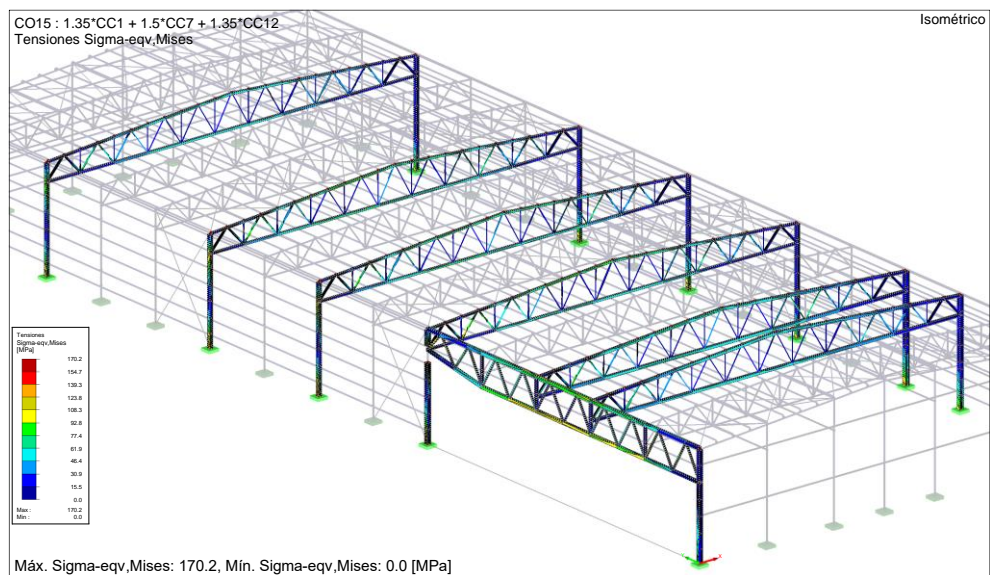 CO15 : 1.35*CC1 + 1.5*CC7 + 1.35*CC12
Isométrico
Tensiones Sigma-eqv,Mises
Tensiones
Sigma-eqv,Mises
[MPa]
170.2
154.7
139.3
123.8
108.3
92.8
77.4
61.9
46.4
30.9
15.5
0.0
Max : 170.2
Min : 0.0
Máx. Sigma-eqv,Mises: 170.2, Mín. Sigma-eqv,Mises: 0.0 [MPa]